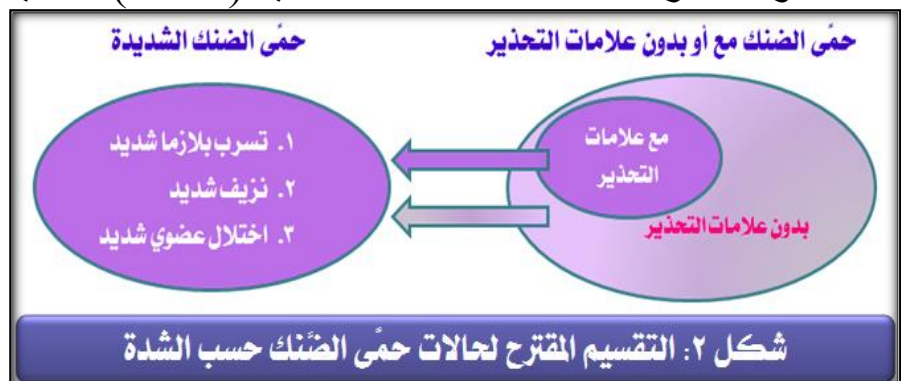 حمَّى الضنك مع أو بدون علامات التحذير
حمَّى الضنك الشديدة
مع علامات
التحذير
بدون علامات التحذير
١. تسرب بلازما شديد
٢. نزيف شديد
٣. اختلال عضوي شديد
شكل ٢: التقسيم المقترح لحالات حمَّى الضَنك حسب الشدة